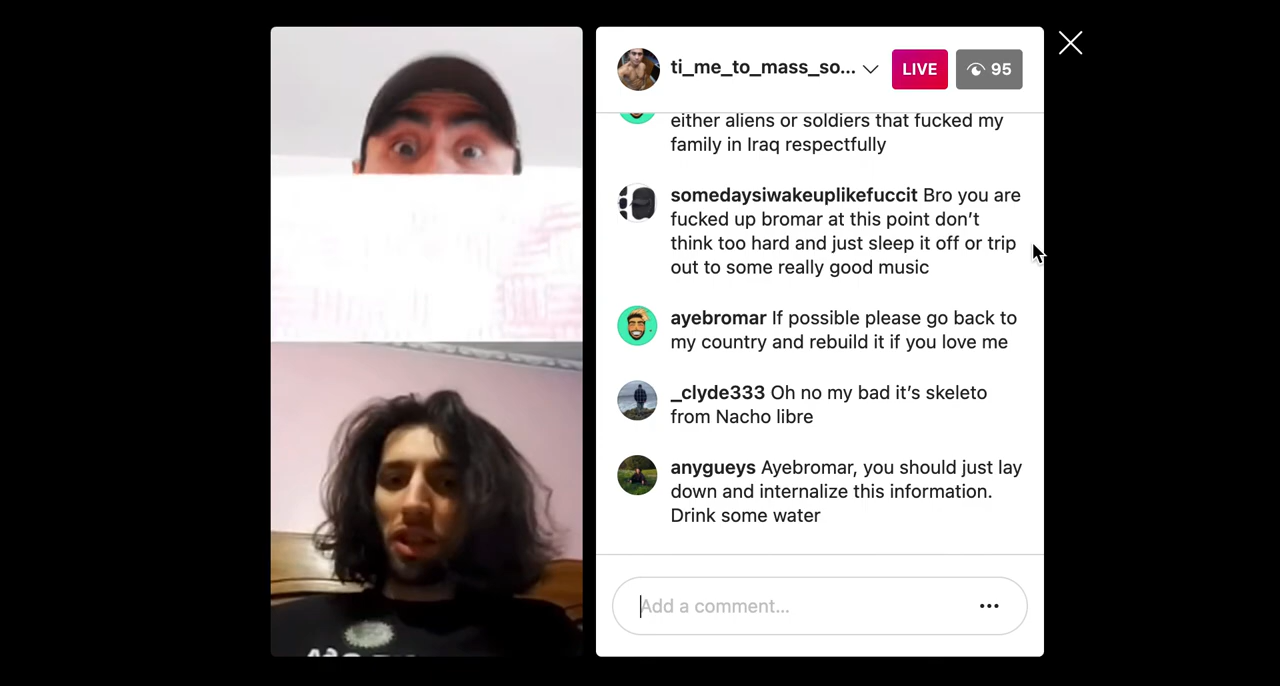 ti_me_to_mass_so...
LIVE
95
either aliens or soldiers that fucked my
family in Iraq respectfully
somedaysiwakeuplikefuccit Bro you are
fucked up bromar at this point don’t
think too hard and just sleep it off or trip
out to some really good music
ayebromar If possible please go back to
my country and rebuild it if you love me
_clyde333 Oh no my bad it’s skeleto
from Nacho libre
anygueys Ayebromar, you should just lay
down and internalize this information.
Drink some water
Add a comment...